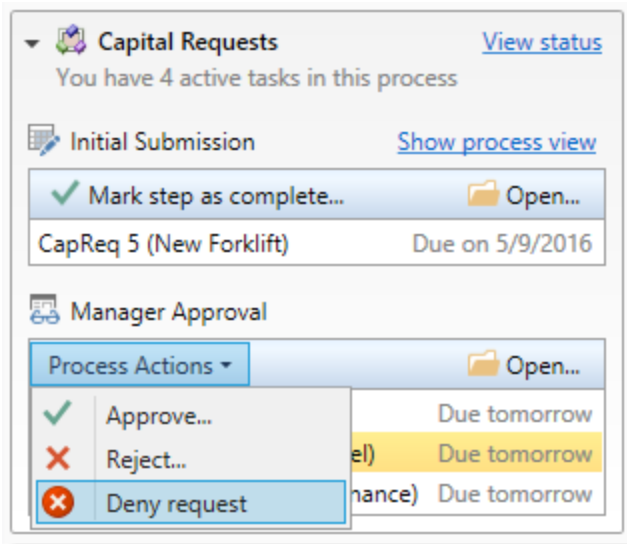 Capital Requests View status
You have 4 active tasks in this process
Initial Submission Show process view
Mark step as complete... Open...
CapReq 5 (New Forklift) Due on 5/9/2016
Manager Approval
Process Actions Open...
Approve... Due tomorrow
Reject... el) Due tomorrow
Deny request nance) Due tomorrow